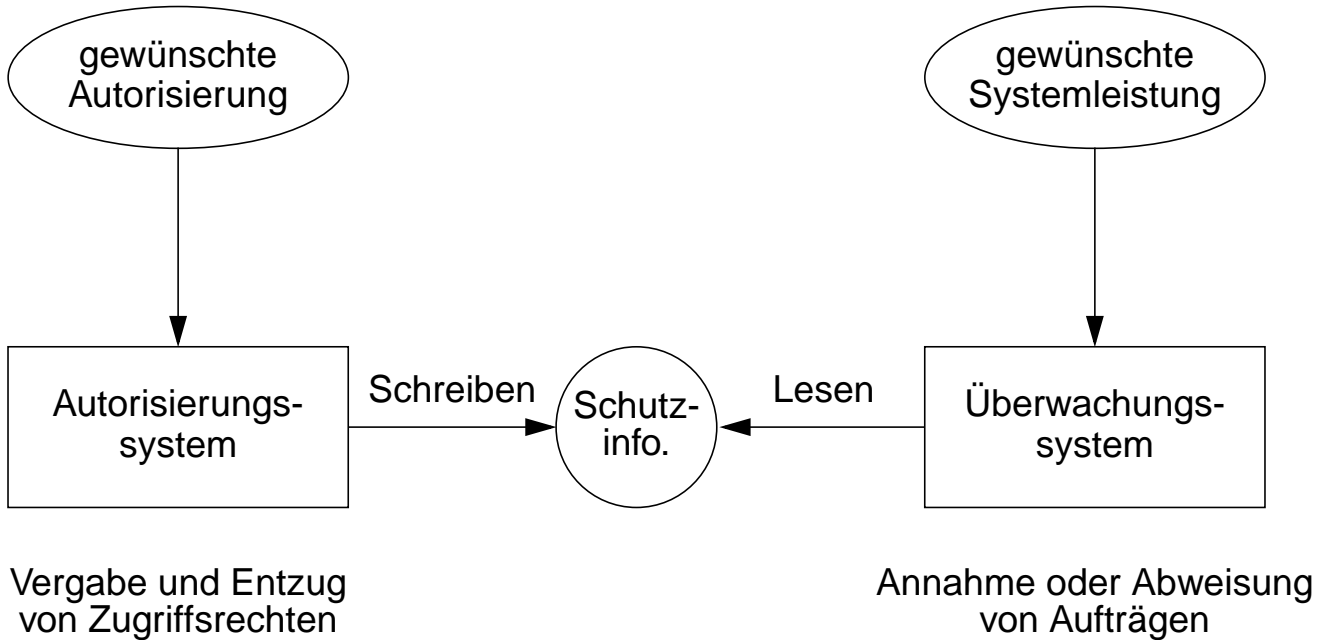 gewünschte
Autorisierung
gewünschte
Systemleistung
Autorisierungs-
system
Schreiben
Schutz-
info.
Lesen
Überwachungs-
system
Vergabe und Entzug
von Zugriffsrechten
Annahme oder Abweisung
von Aufträgen